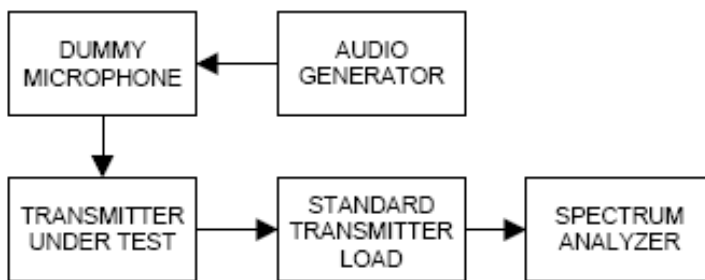 DUMMY
MICROPHONE
AUDIO
GENERATOR
TRANSMITTER
UNDER TEST
STANDARD
TRANSMITTER
LOAD
SPECTRUM
ANALYZER